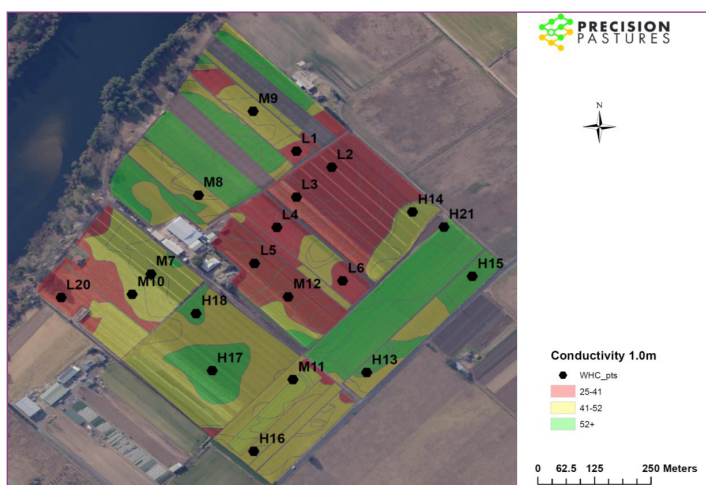 PRECISION
PASTURES
N
M9
L1
L2
L3
M8
H14
L4
H21
L5
L6
H15
M7
M10
L20
M12
H18
H17
M11
H13
H16
Conductivity 1.0m
WHC_pts
25-41
41-52
52+
0 62.5 125 250 Meters